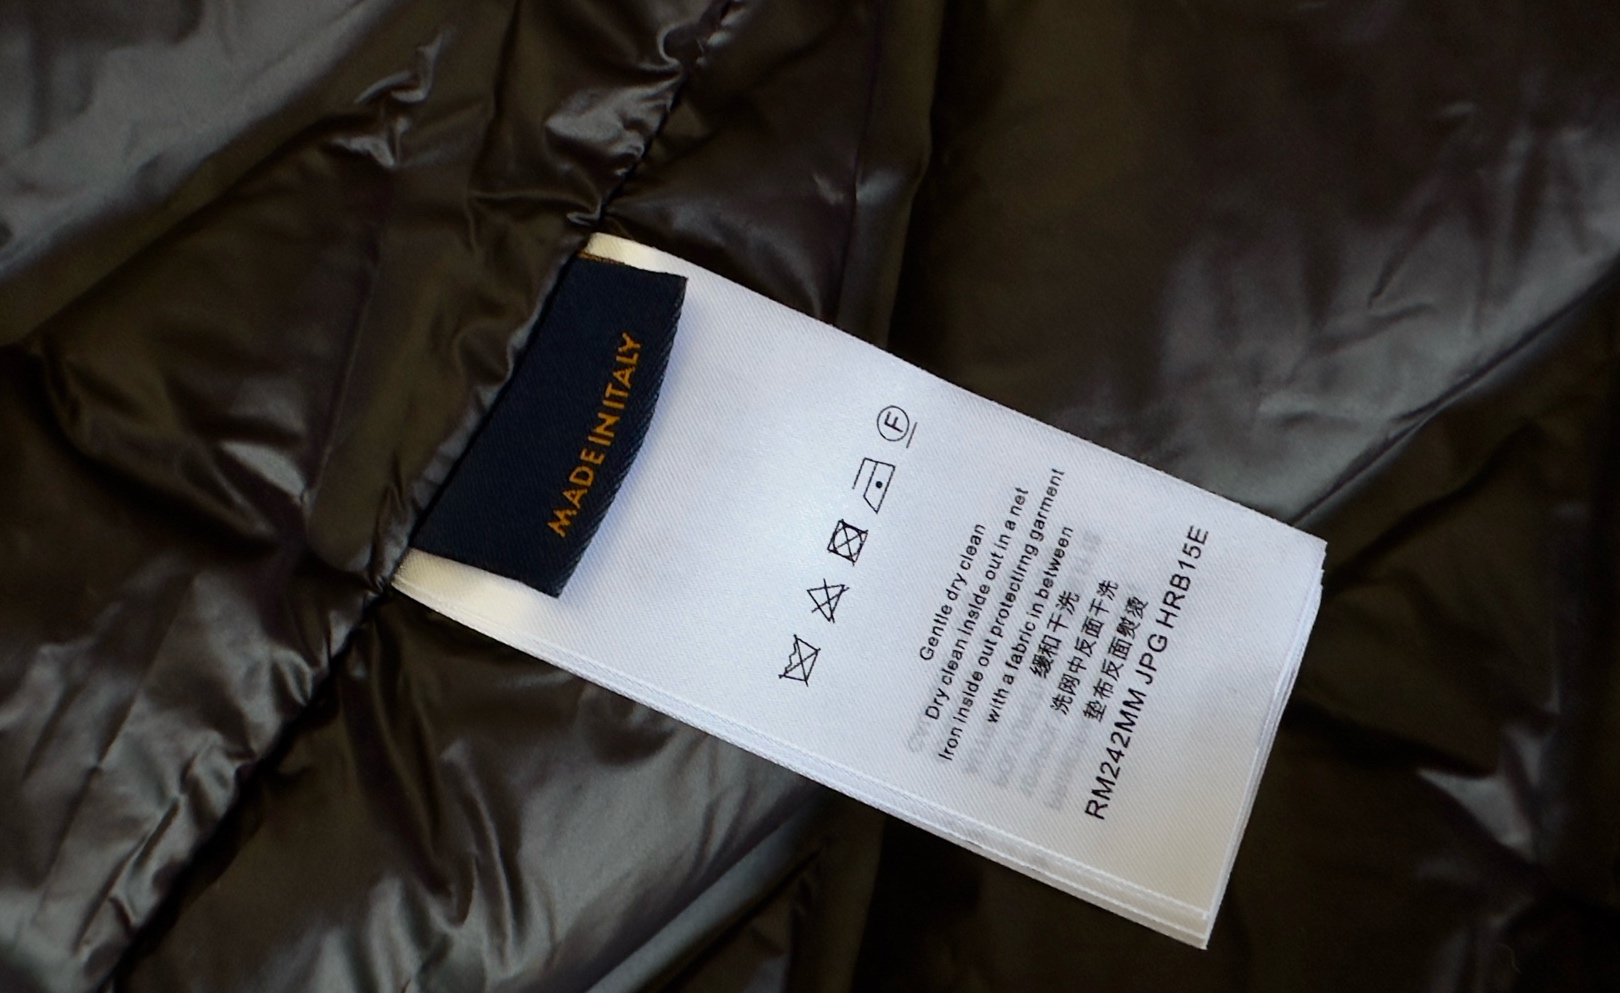 MADE IN ITALY
F
Gentle dry clean
Dry clean inside out in a net
Iron inside out protectimg garment
with a fabric in between
缓和干洗
洗网中反面干洗
垫布反面熨烫
RM242MM JPG HRB15E